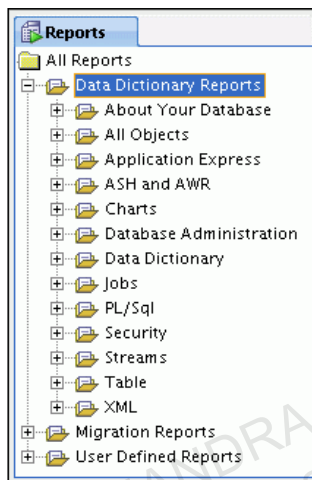 Reports
All Reports
Data Dictionary Reports
About Your Database
All Objects
Application Express
ASH and AWR
Charts
Database Administration
Data Dictionary
Jobs
PL/Sql
Security
Streams
Table
XML
Migration Reports
User Defined Reports